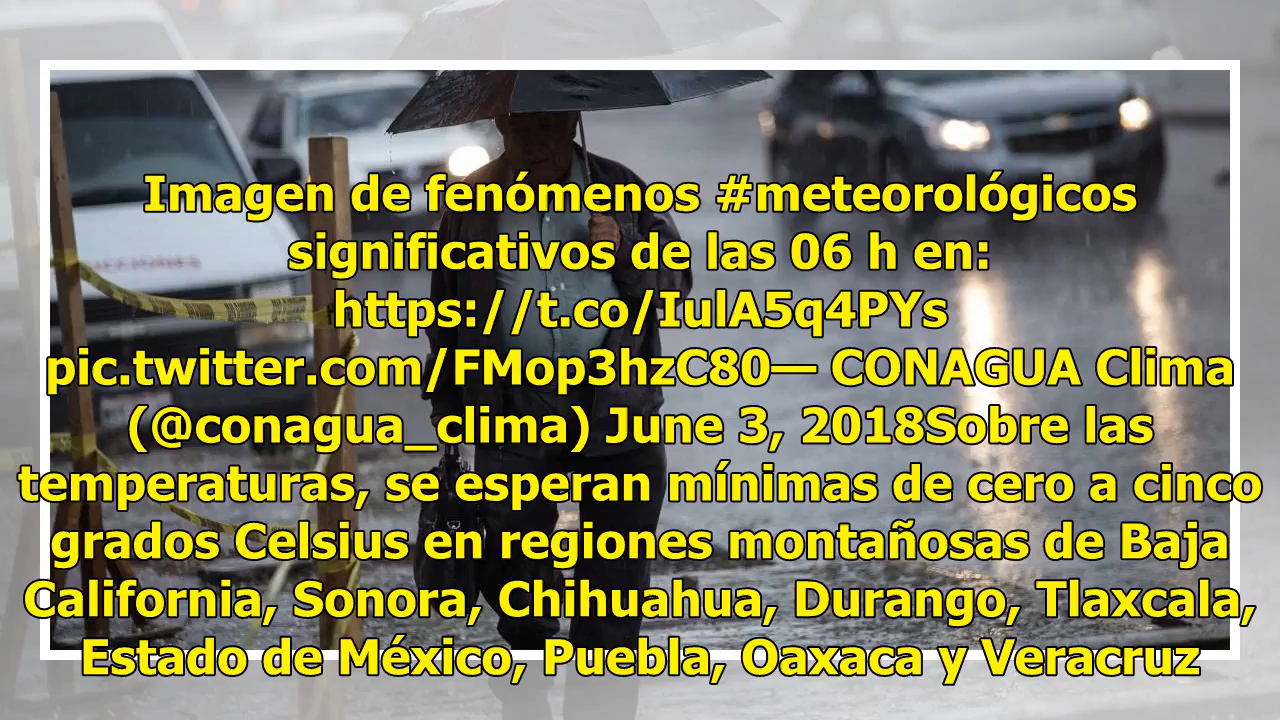 Imagen de fenómenos #meteorológicos
significativos de las 06 h en:
https://t.co/IulA5q4PYs
pic.twitter.com/FMop3hzC80— CONAGUA Clima
(@conagua_clima) June 3, 2018Sobre las
temperaturas, se esperan mínimas de cero a cinco
grados Celsius en regiones montañosas de Baja
California, Sonora, Chihuahua, Durango, Tlaxcala,
Estado de México, Puebla, Oaxaca y Veracruz